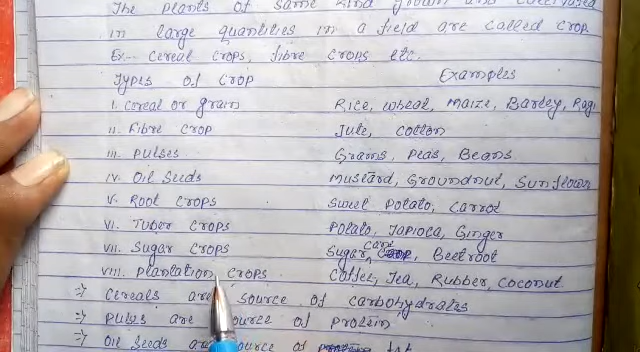 The plants of same kind grown and cultivated
in large quantities in a field are called crop
Ex:- Cereal crops, fibre crops etc.
Types of Crop Examples
I. Cereal or grain Rice, wheat, Maize, Barley, Ragi
II. Fibre crop Jute, cotton
III. Pulses Grams, Peas, Beans.
IV. Oil Seeds Mustard, Groundnut, Sunflower
V. Root crops Sweet Potato, Carrot
VI. Tuber crops Potato, Tapioca, Ginger
VII. Sugar crops Sugar cane, Beetroot
VIII. Plantation crops Coffee, Tea, Rubber, Coconut
⇒ Cereals are source of carbohydrates
⇒ Pulses are source of protein
⇒ Oil Seeds are source of fat